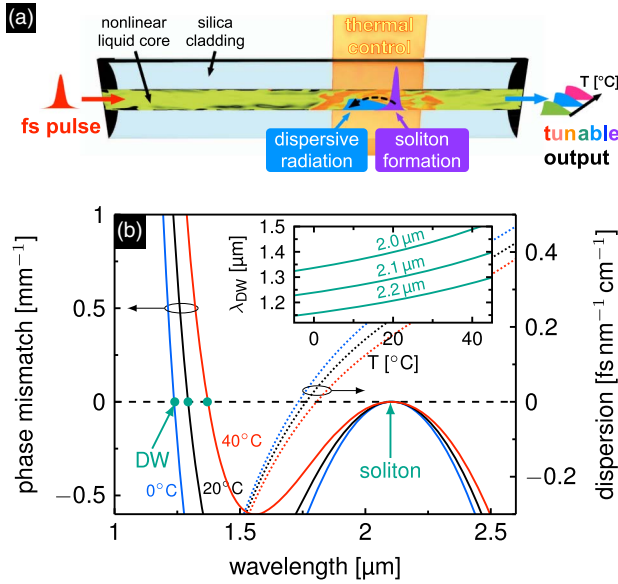 (a)
nonlinear
liquid core
silica
cladding
thermal
control
T [°C]
fs pulse
dispersive
radiation
soliton
formation
tunable
output
(b)
phase mismatch [mm⁻¹]
1
0.5
0
−0.5
λDW [μm]
1.5
1.4
1.3
1.2
2.0 μm
2.1 μm
2.2 μm
0
20
40
T [°C]
0.4
0.2
0
−0.2
dispersion [fs nm⁻¹ cm⁻¹]
DW
0°C
20°C
40°C
soliton
1
1.5
2
2.5
wavelength [μm]